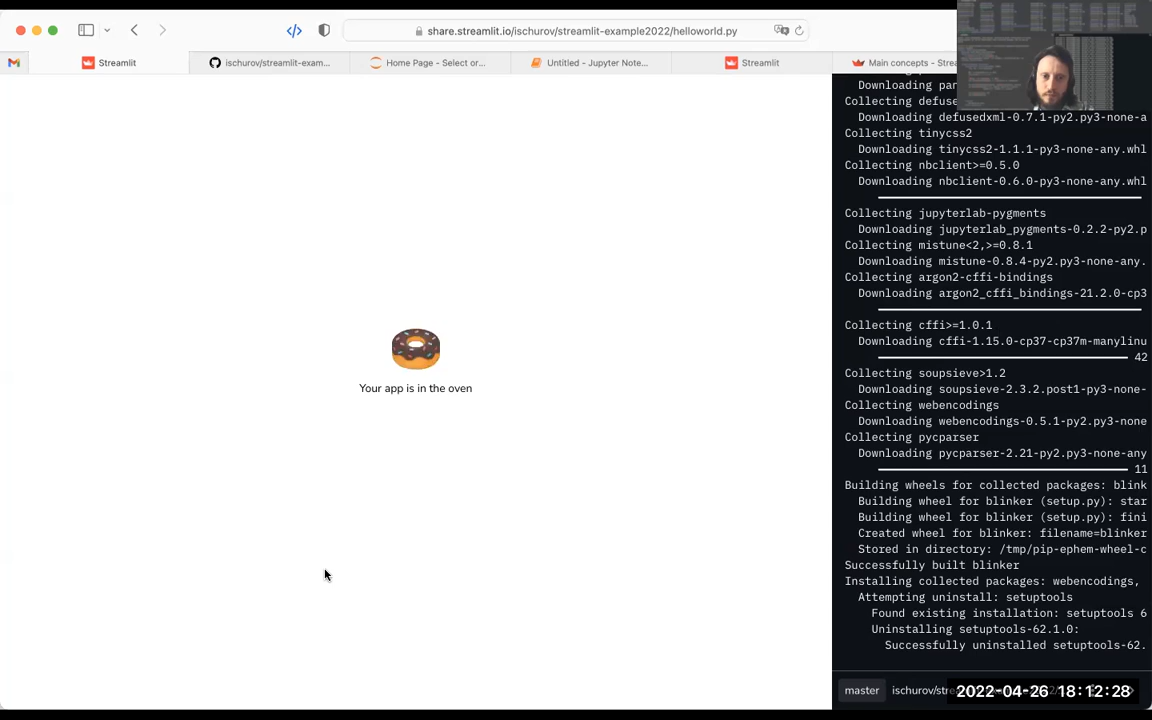 share.streamlit.io/ischurov/streamlit-example2022/helloworld.py
Streamlit
ischurov/streamlit-exam...
Home Page - Select or...
Untitled - Jupyter Note...
Streamlit
Main concepts - Strea
Downloading pan
Collecting defuse
Downloading defusedxml-0.7.1-py2.py3-none-a
Collecting tinycss2
Downloading tinycss2-1.1.1-py3-none-any.whl
Collecting nbclient>=0.5.0
Downloading nbclient-0.6.0-py3-none-any.whl
Collecting jupyterlab-pygments
Downloading jupyterlab_pygments-0.2.2-py2.p
Collecting mistune<2,>=0.8.1
Downloading mistune-0.8.4-py2.py3-none-any.
Collecting argon2-cffi-bindings
Downloading argon2_cffi_bindings-21.2.0-cp3
Collecting cffi>=1.0.1
Downloading cffi-1.15.0-cp37-cp37m-manylinu
42
Collecting soupsieve>1.2
Downloading soupsieve-2.3.2.post1-py3-none-
Collecting webencodings
Downloading webencodings-0.5.1-py2.py3-none
Collecting pycparser
Downloading pycparser-2.21-py2.py3-none-any
11
Building wheels for collected packages: blink
Building wheel for blinker (setup.py): star
Building wheel for blinker (setup.py): fini
Created wheel for blinker: filename=blinker
Stored in directory: /tmp/pip-ephem-wheel-c
Successfully built blinker
Installing collected packages: webencodings,
Attempting uninstall: setuptools
Found existing installation: setuptools 6
Uninstalling setuptools-62.1.0:
Successfully uninstalled setuptools-62.
Your app is in the oven
master
ischurov/stre
2022-04-26 18:12:28